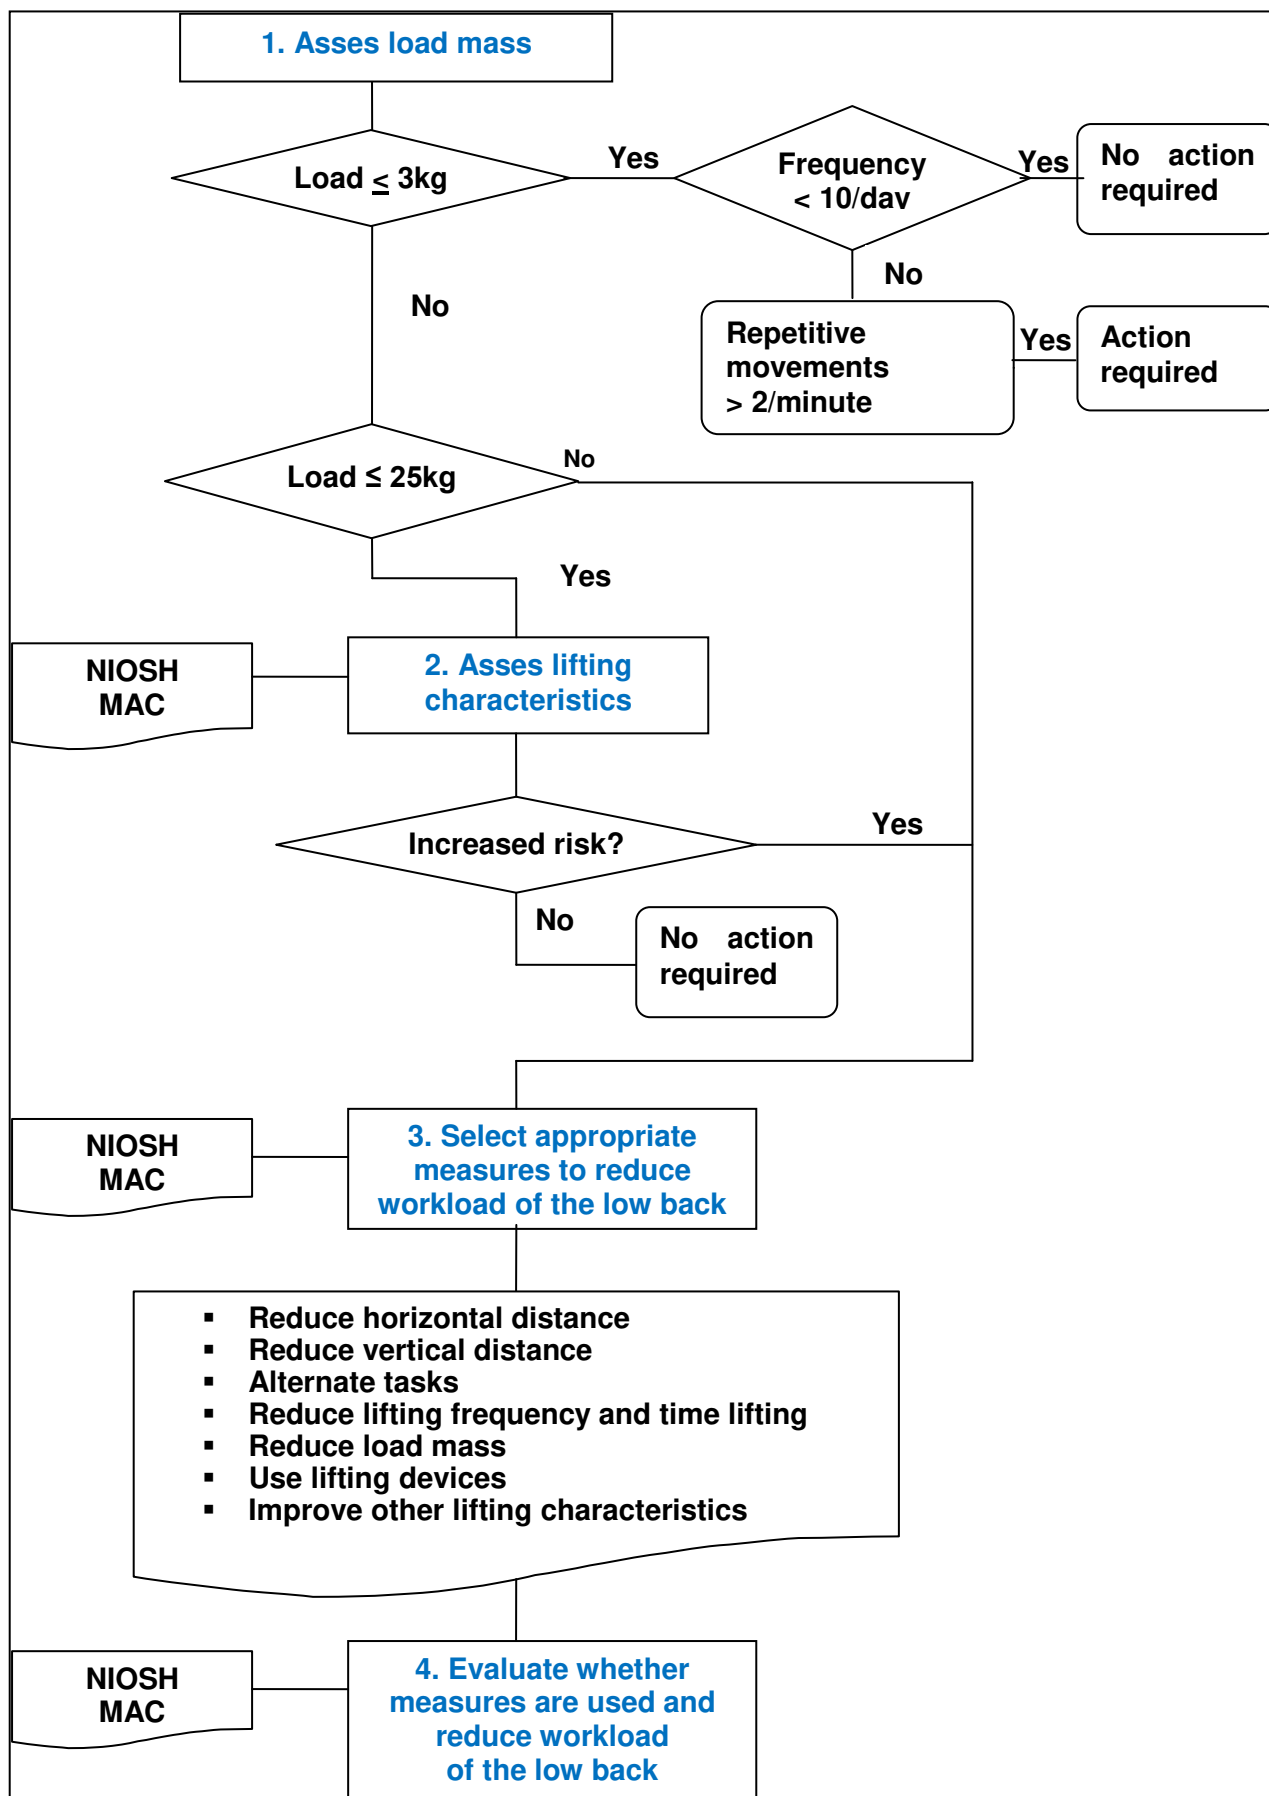 1. Asses load mass
Load ≤ 3kg
Yes
Frequency
< 10/dav
Yes
No action
required
No
No
Repetitive
movements
> 2/minute
Yes
Action
required
Load ≤ 25kg
No
Yes
NIOSH
MAC
2. Asses lifting
characteristics
Increased risk?
Yes
No
No action
required
NIOSH
MAC
3. Select appropriate
measures to reduce
workload of the low back
▪ Reduce horizontal distance
▪ Reduce vertical distance
▪ Alternate tasks
▪ Reduce lifting frequency and time lifting
▪ Reduce load mass
▪ Use lifting devices
▪ Improve other lifting characteristics
NIOSH
MAC
4. Evaluate whether
measures are used and
reduce workload
of the low back